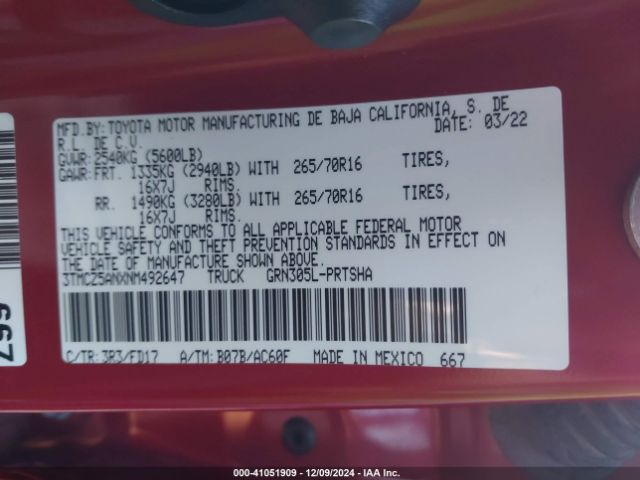 MFD.BY:TOYOTA MOTOR MANUFACTURING DE BAJA CALIFORNIA, S. DE
R.L. DE C.V. DATE: 03/22
GVWR:2540KG (5600LB)
GAWR:FRT. 1335KG (2940LB) WITH 265/70R16 TIRES,
16X7J RIMS.
RR. 1490KG (3280LB) WITH 265/70R16 TIRES,
16X7J RIMS.
THIS VEHICLE CONFORMS TO ALL APPLICABLE FEDERAL MOTOR
VEHICLE SAFETY AND THEFT PREVENTION STANDARDS IN EFFECT ON
THE DATE OF MANUFACTURE SHOWN ABOVE.
3TMCZ5ANXNM492647 TRUCK GRN305L-PRTSHA
C/TR:3R3/FD17 A/TM:B07B/AC60F MADE IN MEXICO 667
667
000-41051909 - 12/09/2024 - IAAI Inc.